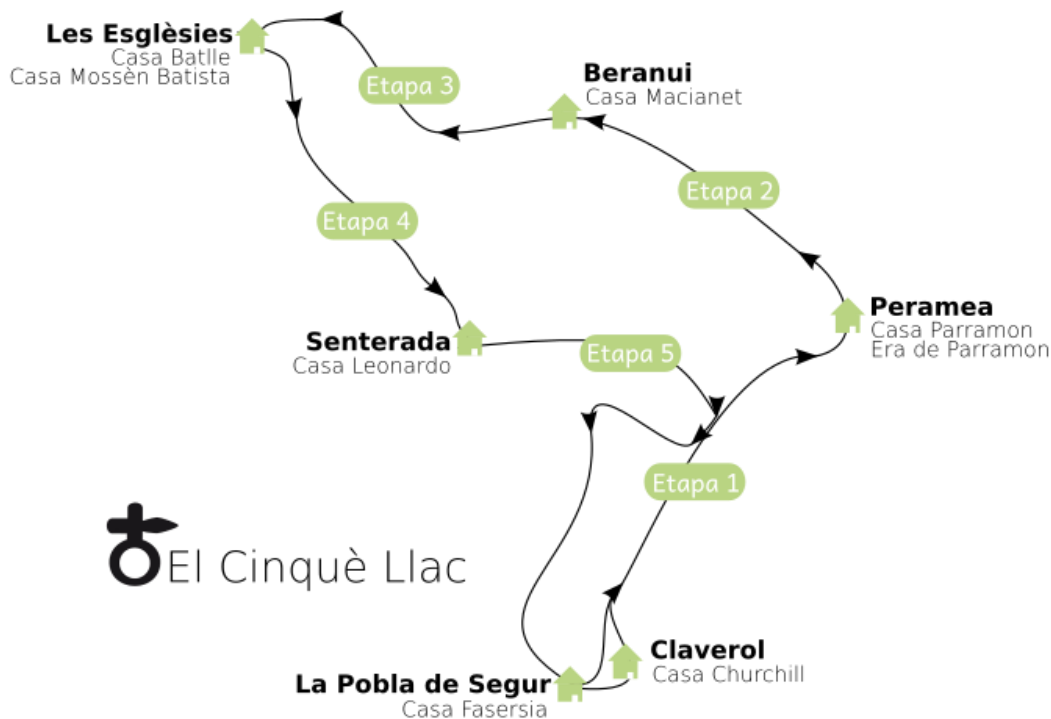 Les Esglèsies
Casa Batlle
Casa Mossèn Batista
Etapa 3
Beranui
Casa Macianet
Etapa 2
Etapa 4
Peramea
Casa Parramon
Era de Parramon
Senterada
Casa Leonardo
Etapa 5
Etapa 1
El Cinquè Llac
Claverol
Casa Churchill
La Pobla de Segur
Casa Fasersia